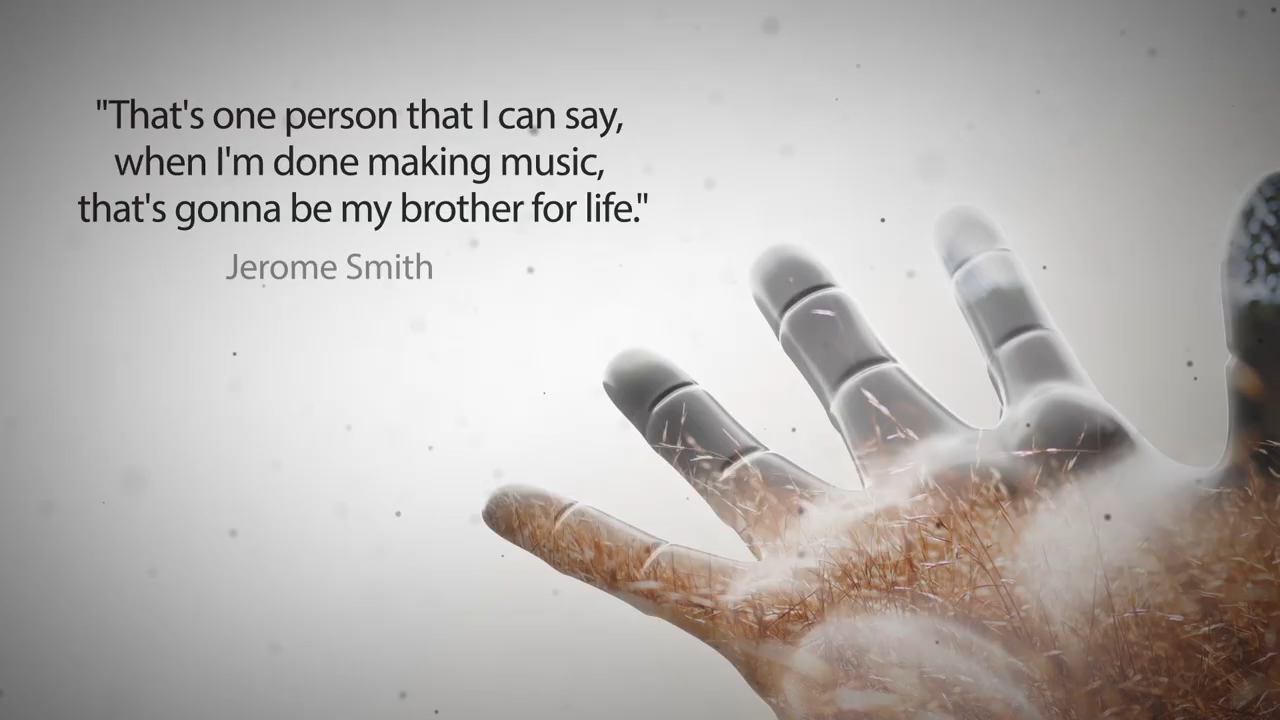 "That's one person that I can say,
when I'm done making music,
that's gonna be my brother for life."
Jerome Smith